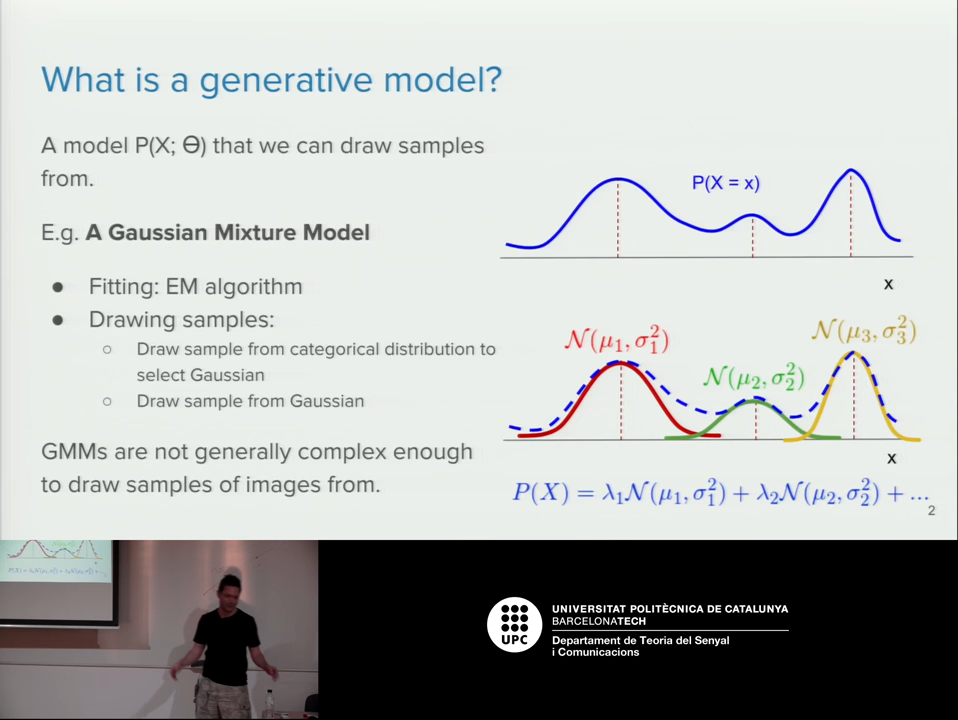 What is a generative model?
A model P(X; Θ) that we can draw samples
from.
E.g. A Gaussian Mixture Model
● Fitting: EM algorithm
● Drawing samples:
○ Draw sample from categorical distribution to
select Gaussian
○ Draw sample from Gaussian
GMMs are not generally complex enough
to draw samples of images from.
P(X = x)
x
N(μ₁, σ₁²)
N(μ₂, σ₂²)
N(μ₃, σ₃²)
x
P(X) = λ₁N(μ₁, σ₁²) + λ₂N(μ₂, σ₂²) + ...
2
UPC
UNIVERSITAT POLITÈCNICA DE CATALUNYA
BARCELONATECH
Departament de Teoria del Senyal
i Comunicacions